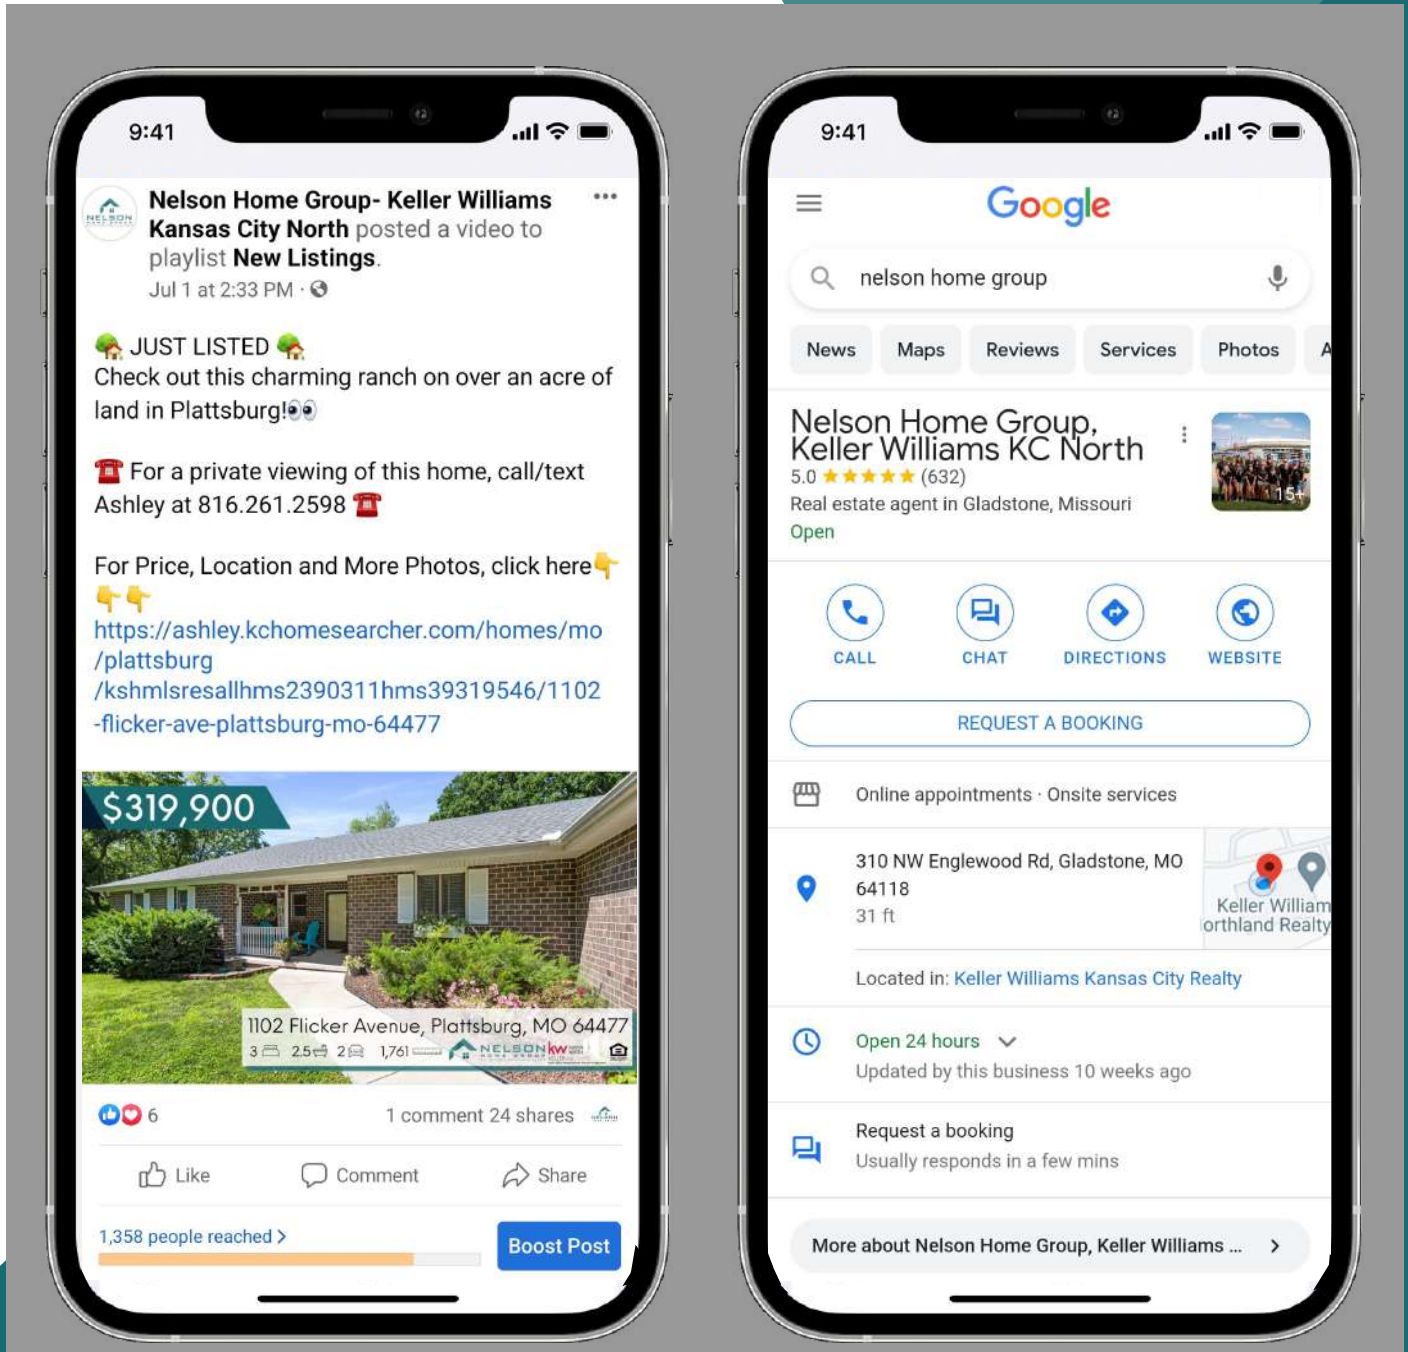 9:41
Nelson Home Group- Keller Williams
Kansas City North posted a video to
playlist New Listings.
Jul 1 at 2:33 PM ·
JUST LISTED
Check out this charming ranch on over an acre of
land in Plattsburg!
For a private viewing of this home, call/text
Ashley at 816.261.2598
For Price, Location and More Photos, click here
https://ashley.kchomesearcher.com/homes/mo
/plattsburg
/kshmlsresallhms2390311hms39319546/1102
-flicker-ave-plattsburg-mo-64477
$319,900
1102 Flicker Avenue, Plattsburg, MO 64477
3 2.5 2 1,761 NELSON kw
6 1 comment 24 shares
Like Comment Share
1,358 people reached
Boost Post
9:41
Google
nelson home group
News Maps Reviews Services Photos A
Nelson Home Group,
Keller Williams KC North
5.0 (632)
15+
Real estate agent in Gladstone, Missouri
Open
CALL CHAT DIRECTIONS WEBSITE
REQUEST A BOOKING
Online appointments · Onsite services
310 NW Englewood Rd, Gladstone, MO
64118
31 ft
Keller William
orthland Realty
Located in: Keller Williams Kansas City Realty
Open 24 hours
Updated by this business 10 weeks ago
Request a booking
Usually responds in a few mins
More about Nelson Home Group, Keller Williams ...